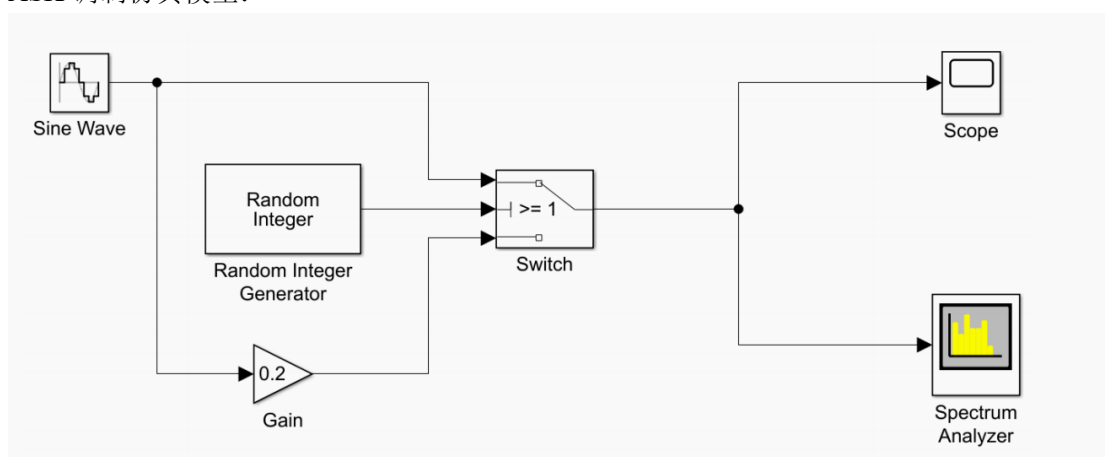 Sine Wave
Random
Integer
Random Integer
Generator
0.2
Gain
>= 1
Switch
Scope
Spectrum
Analyzer